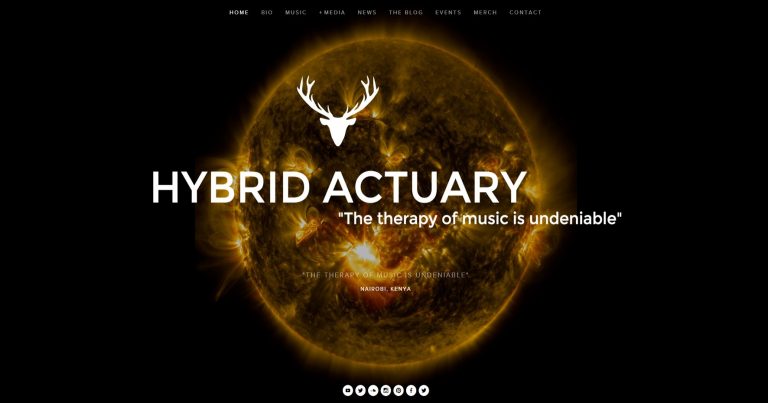 HOME BIO MUSIC +MEDIA NEWS THE BLOG EVENTS MERCH CONTACT
HYBRID ACTUARY
"The therapy of music is undeniable"
"THE THERAPY OF MUSIC IS UNDENIABLE"
NAIROBI, KENYA